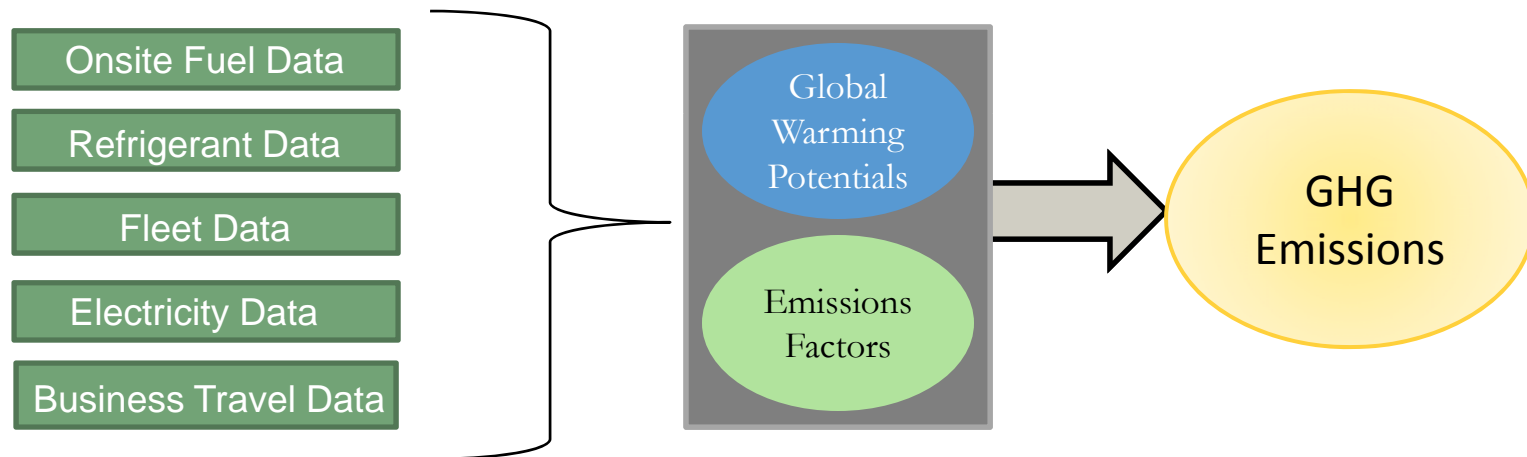 Onsite Fuel Data
Refrigerant Data
Fleet Data
Electricity Data
Business Travel Data
Global
Warming
Potentials
Emissions
Factors
GHG
Emissions